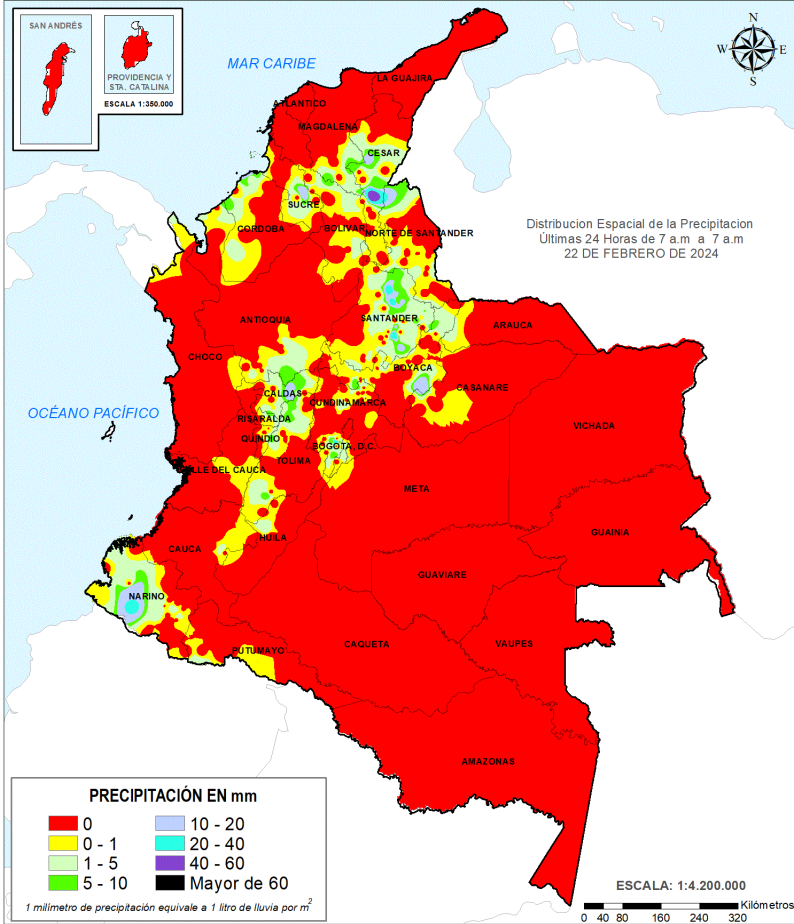 SAN ANDRÉS
PROVIDENCIA Y
STA. CATALINA
ESCALA 1:350.000
N
W
E
S
MAR CARIBE
LA GUAJIRA
ATLANTICO
MAGDALENA
CESAR
SUCRE
CORDOBA
BOLIVAR
NORTE DE SANTANDER
Distribucion Espacial de la Precipitacion
Últimas 24 Horas de 7 a.m a 7 a.m
22 DE FEBRERO DE 2024
ANTIOQUIA
SANTANDER
ARAUCA
CHOCO
BOYACA
CASANARE
CALDAS
CUNDINAMARCA
OCÉANO PACÍFICO
RISARALDA
VICHADA
QUINDIO
BOGOTA, D.C.
TOLIMA
LLE DEL CAUCA
META
GUAINIA
HUILA
CAUCA
GUAVIARE
NARINO
CAQUETA
VAUPES
PUTUMAYO
AMAZONAS
PRECIPITACIÓN EN mm
0
10 - 20
0 - 1
20 - 40
1 - 5
40 - 60
5 - 10
Mayor de 60
1 milímetro de precipitación equivale a 1 litro de lluvia por m2
ESCALA: 1:4.200.000
Kilómetros
0 40 80 160 240 320